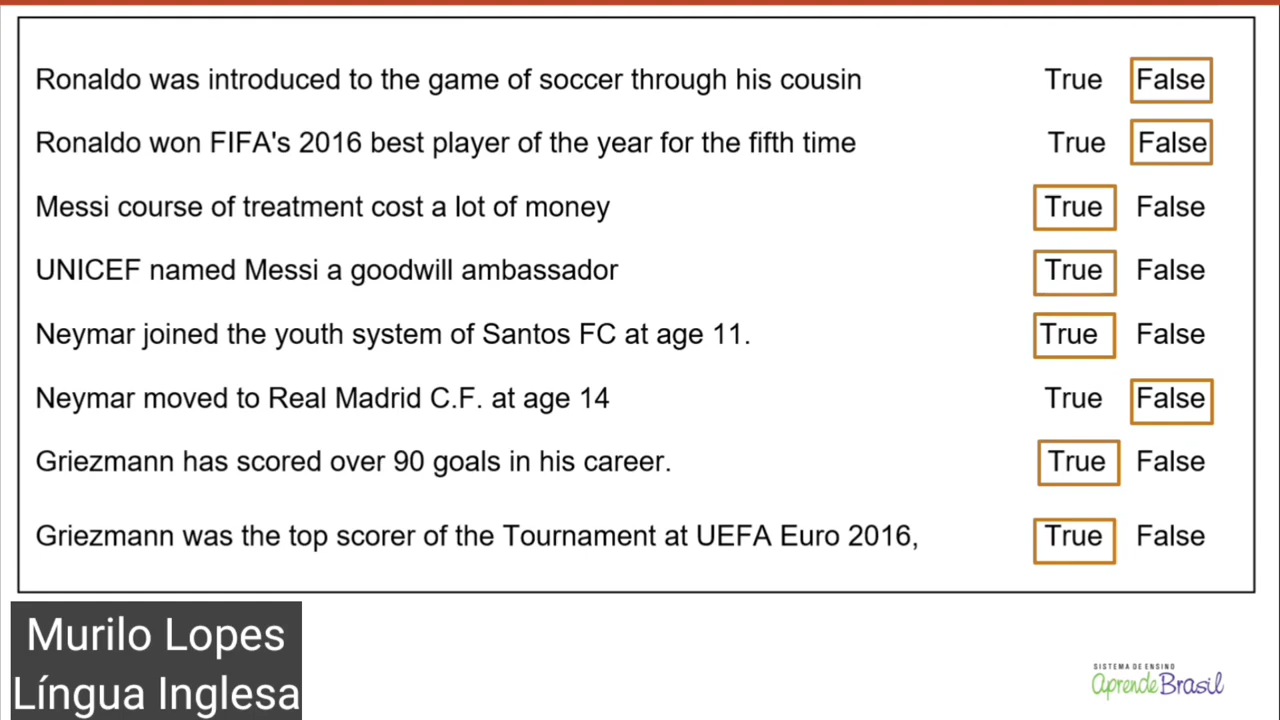 Ronaldo was introduced to the game of soccer through his cousin True False
Ronaldo won FIFA's 2016 best player of the year for the fifth time True False
Messi course of treatment cost a lot of money True False
UNICEF named Messi a goodwill ambassador True False
Neymar joined the youth system of Santos FC at age 11. True False
Neymar moved to Real Madrid C.F. at age 14 True False
Griezmann has scored over 90 goals in his career. True False
Griezmann was the top scorer of the Tournament at UEFA Euro 2016, True False
Murilo Lopes
Língua Inglesa
SISTEMA DE ENSINO
aprendeBrasil